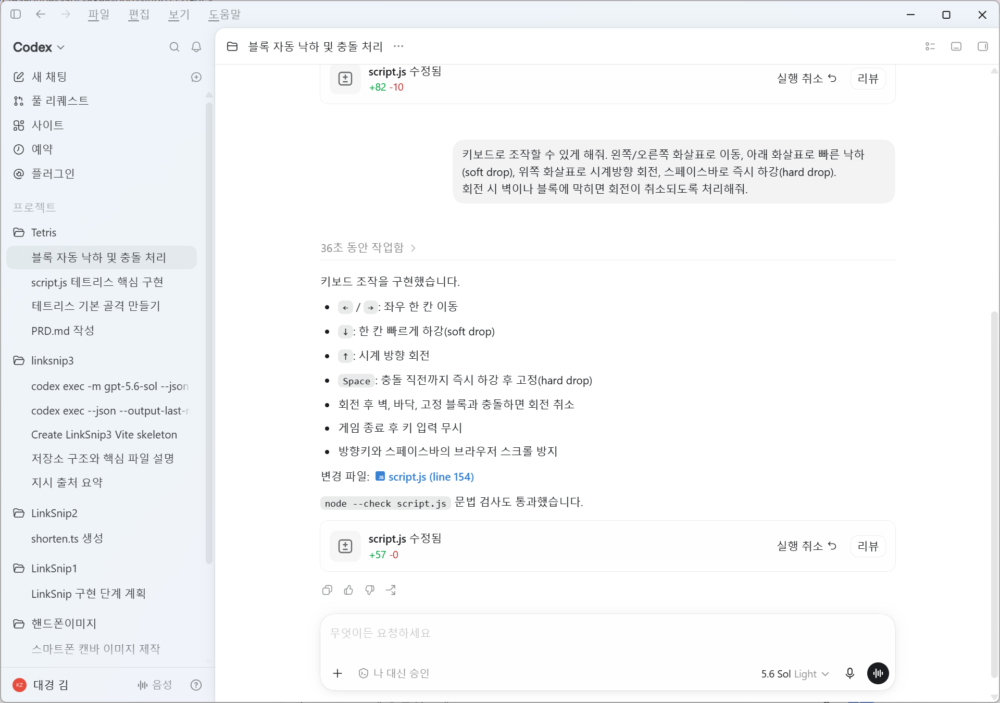 파일 편집 보기 도움말
Codex
새 채팅
풀 리퀘스트
사이트
예약
플러그인
프로젝트
Tetris
블록 자동 낙하 및 충돌 처리
script.js 테트리스 핵심 구현
테트리스 기본 골격 만들기
PRD.md 작성
linksnip3
codex exec -m gpt-5.6-sol --json
codex exec --json --output-last-
Create LinkSnip3 Vite skeleton
저장소 구조와 핵심 파일 설명
지시 출처 요약
LinkSnip2
shorten.ts 생성
LinkSnip1
LinkSnip 구현 단계 계획
핸드폰이미지
스마트폰 캔바 이미지 제작
KZ 대경 김 음성
블록 자동 낙하 및 충돌 처리
script.js 수정됨
+82 -10
실행 취소 리뷰
키보드로 조작할 수 있게 해줘. 왼쪽/오른쪽 화살표로 이동, 아래 화살표로 빠른 낙하
(soft drop), 위쪽 화살표로 시계방향 회전, 스페이스바로 즉시 하강(hard drop).
회전 시 벽이나 블록에 막히면 회전이 취소되도록 처리해줘.
36초 동안 작업함
키보드 조작을 구현했습니다.
• ← / →: 좌우 한 칸 이동
• ↓: 한 칸 빠르게 하강(soft drop)
• ↑: 시계 방향 회전
• Space: 충돌 직전까지 즉시 하강 후 고정(hard drop)
• 회전 후 벽, 바닥, 고정 블록과 충돌하면 회전 취소
• 게임 종료 후 키 입력 무시
• 방향키와 스페이스바의 브라우저 스크롤 방지
변경 파일: JS script.js (line 154)
node --check script.js 문법 검사도 통과했습니다.
script.js 수정됨
+57 -0
실행 취소 리뷰
무엇이든 요청하세요
나 대신 승인 5.6 Sol Light